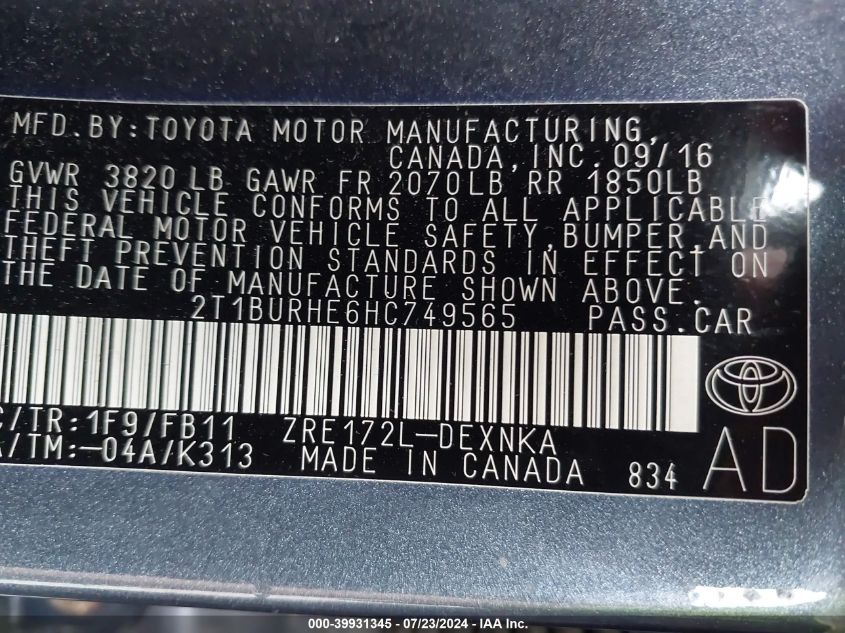 MFD.BY:TOYOTA MOTOR MANUFACTURING,
CANADA,INC.09/16
GVWR 3820LB GAWR FR 2070LB RR 1850LB
THIS VEHICLE CONFORMS TO ALL APPLICABLE
FEDERAL MOTOR VEHICLE SAFETY,BUMPER,AND
THEFT PREVENTION STANDARDS IN EFFECT ON
THE DATE OF MANUFACTURE SHOWN ABOVE.
2T1BURHE6HC749565 PASS.CAR
C/TR:1F9/FB11 ZRE172L-DEXNKA
A/TM:-04A/K313 MADE IN CANADA 834
AD
000-39931345 - 07/23/2024 - IAA Inc.